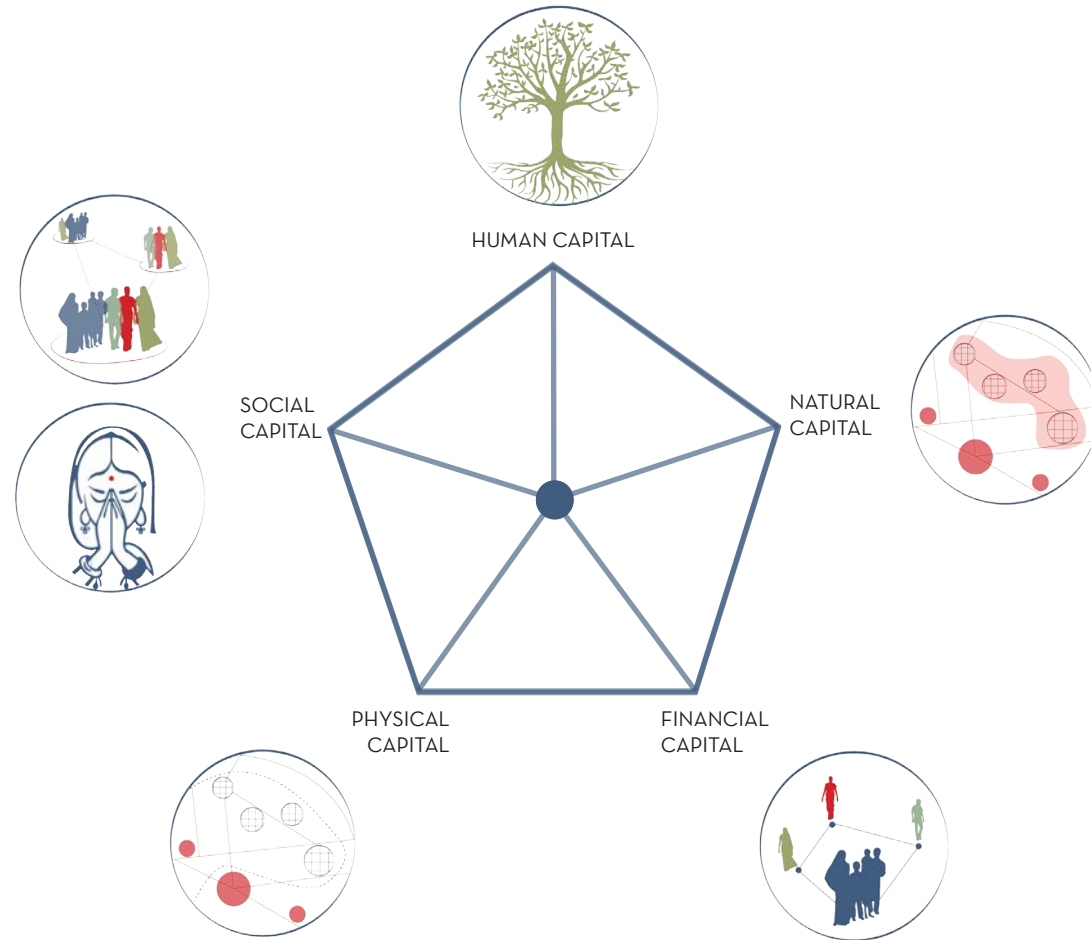 HUMAN CAPITAL
SOCIAL
CAPITAL
NATURAL
CAPITAL
PHYSICAL
CAPITAL
FINANCIAL
CAPITAL